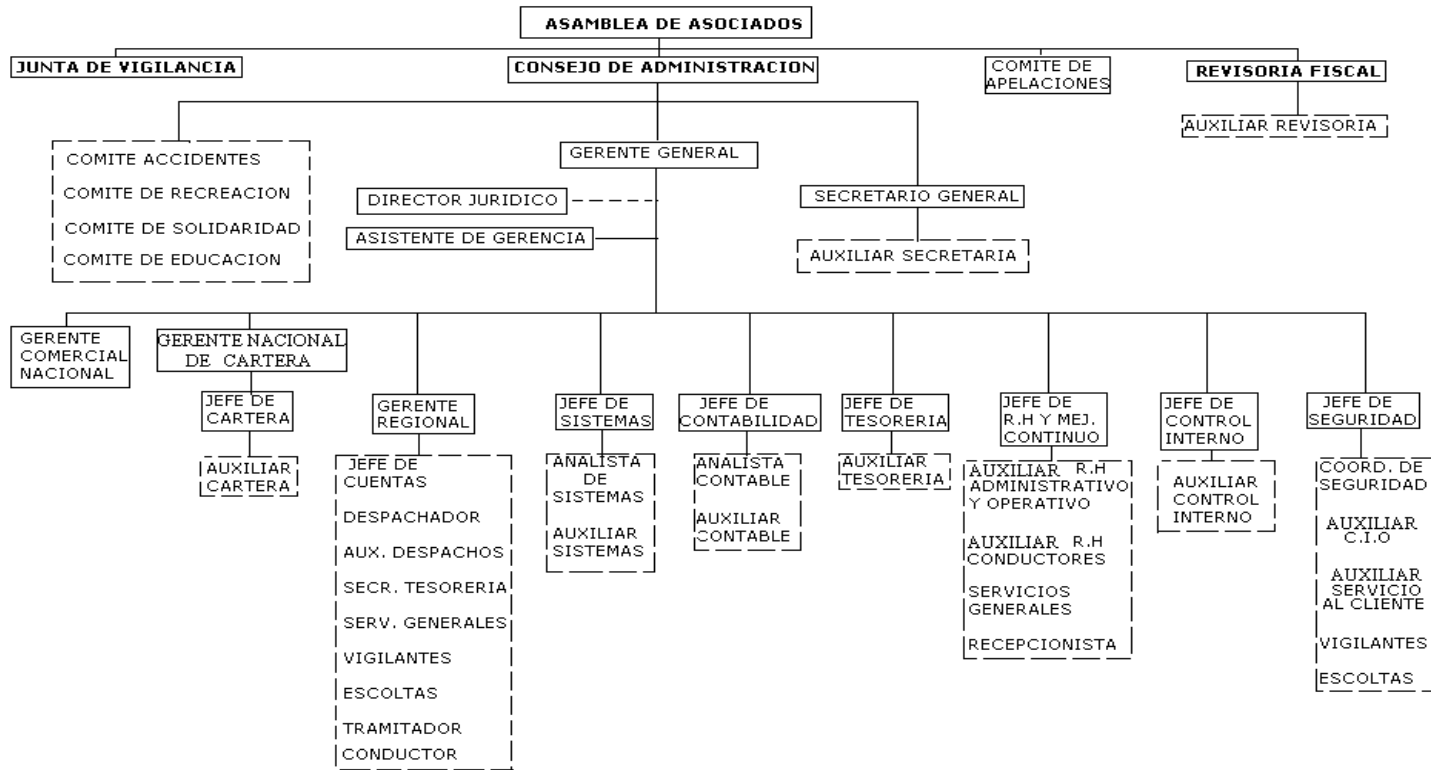 ASAMBLEA DE ASOCIADOS
JUNTA DE VIGILANCIA
CONSEJO DE ADMINISTRACION
COMITE DE
APELACIONES
REVISORIA FISCAL
AUXILIAR REVISORIA
COMITE ACCIDENTES
COMITE DE RECREACION
COMITE DE SOLIDARIDAD
COMITE DE EDUCACION
GERENTE GENERAL
DIRECTOR JURIDICO
ASISTENTE DE GERENCIA
SECRETARIO GENERAL
AUXILIAR SECRETARIA
GERENTE
COMERCIAL
NACIONAL
GERENTE NACIONAL
DE CARTERA
JEFE DE
CARTERA
AUXILIAR
CARTERA
GERENTE
REGIONAL
JEFE DE
CUENTAS
DESPACHADOR
AUX. DESPACHOS
SECR. TESORERIA
SERV. GENERALES
VIGILANTES
ESCOLTAS
TRAMITADOR
CONDUCTOR
JEFE DE
SISTEMAS
ANALISTA
DE
SISTEMAS
AUXILIAR
SISTEMAS
JEFE DE
CONTABILIDAD
ANALISTA
CONTABLE
AUXILIAR
CONTABLE
JEFE DE
TESORERIA
AUXILIAR
TESORERIA
JEFE DE
R.H Y MEJ.
CONTINUO
AUXILIAR R.H
ADMINISTRATIVO
Y OPERATIVO
AUXILIAR R.H
CONDUCTORES
SERVICIOS
GENERALES
RECEPCIONISTA
JEFE DE
CONTROL
INTERNO
AUXILIAR
CONTROL
INTERNO
JEFE DE
SEGURIDAD
COORD. DE
SEGURIDAD
AUXILIAR
C.I.O
AUXILIAR
SERVICIO
AL CLIENTE
VIGILANTES
ESCOLTAS